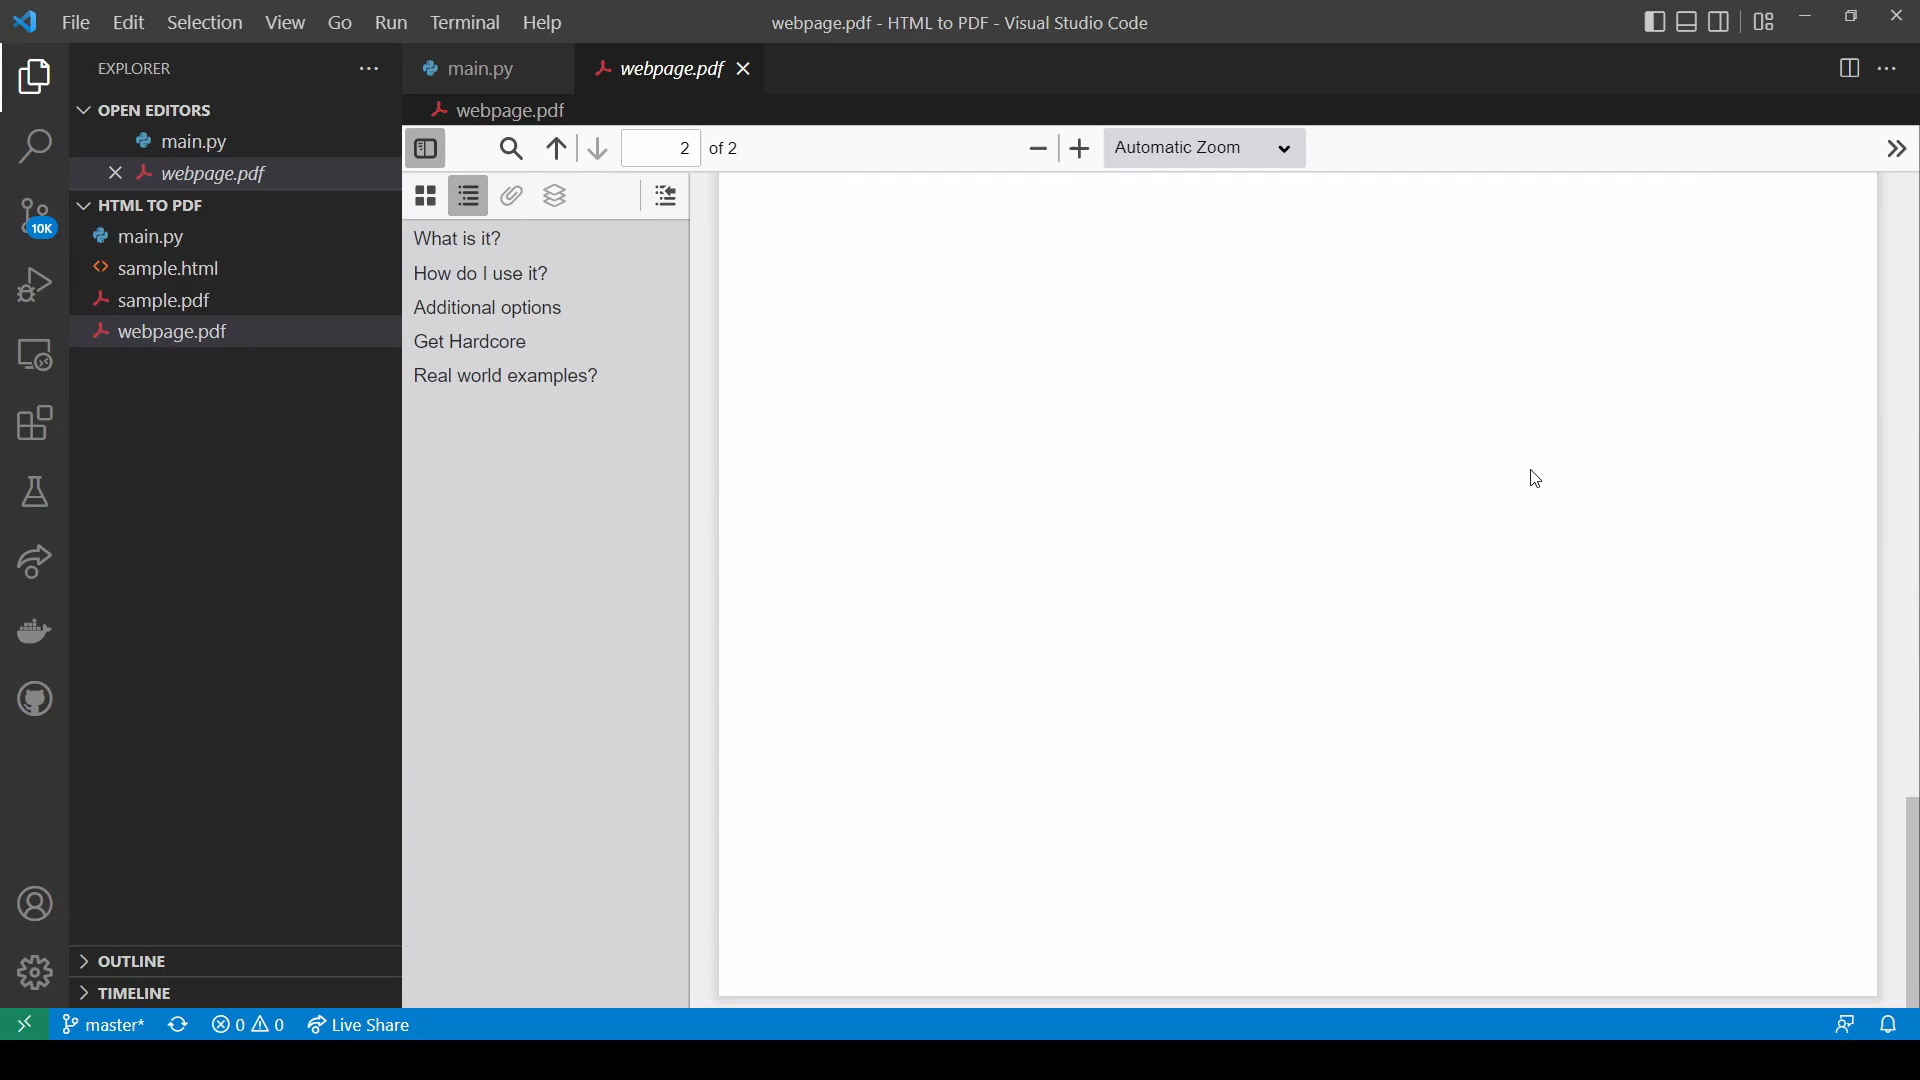 File Edit Selection View Go Run Terminal Help
webpage.pdf - HTML to PDF - Visual Studio Code
EXPLORER
OPEN EDITORS
main.py
webpage.pdf
HTML TO PDF
main.py
sample.html
sample.pdf
webpage.pdf
10K
OUTLINE
TIMELINE
main.py
webpage.pdf
webpage.pdf
2 of 2
Automatic Zoom
What is it?
How do I use it?
Additional options
Get Hardcore
Real world examples?
master* 0 0 Live Share